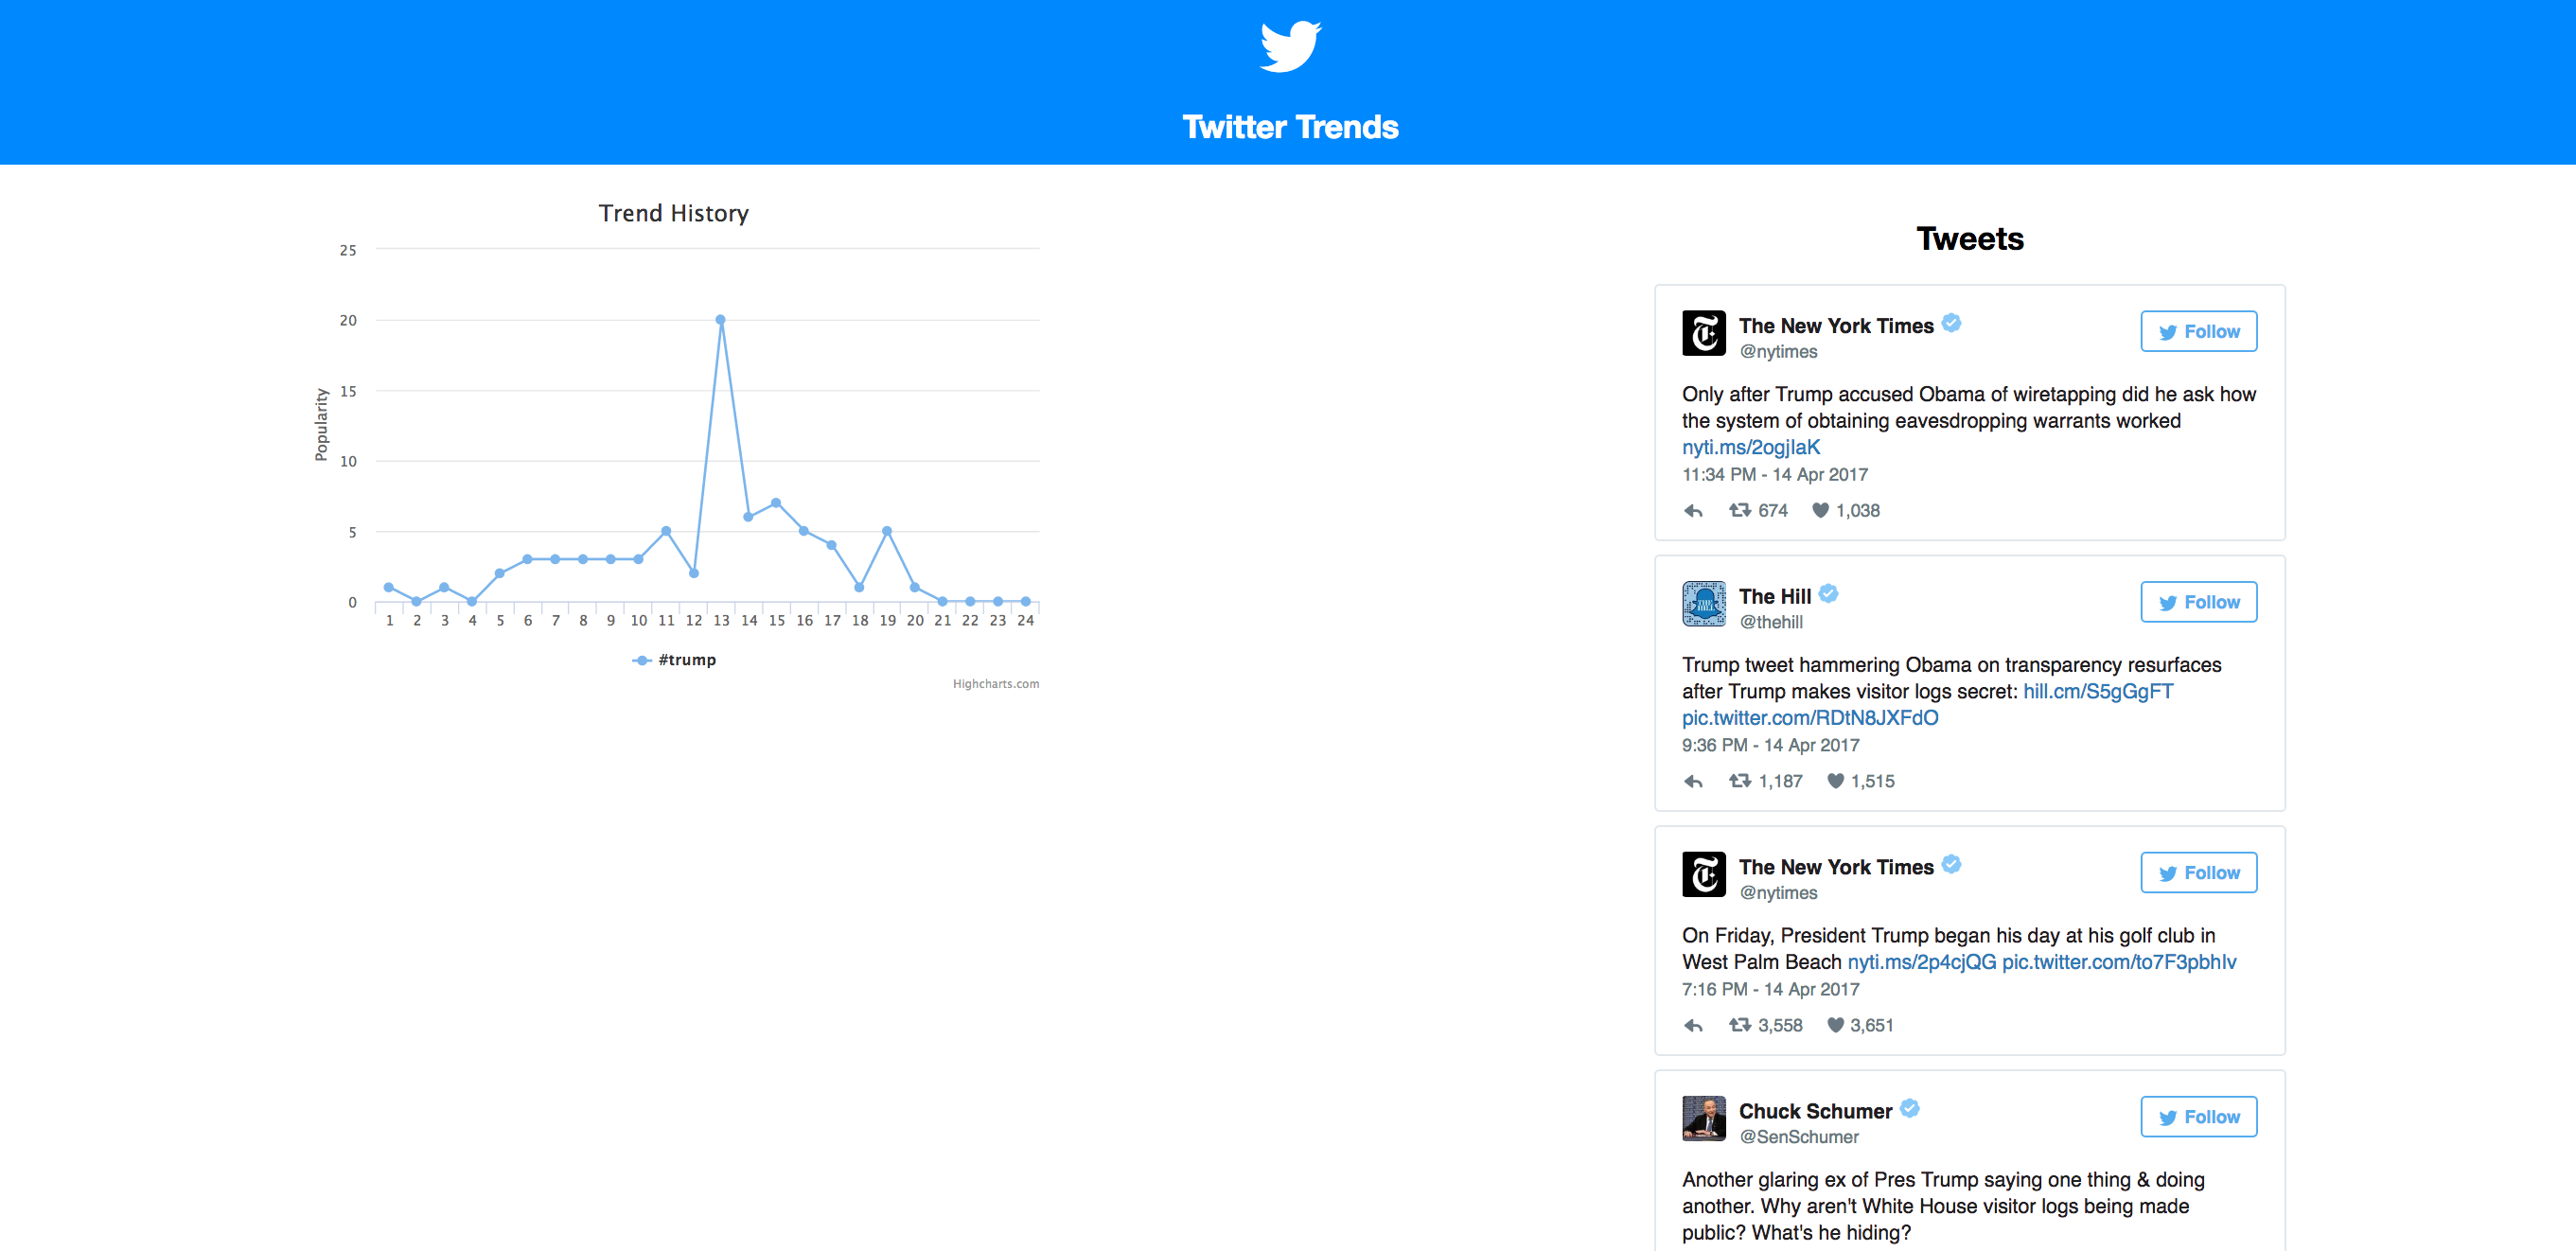 Twitter Trends
Trend History
25
20
15
10
5
0
Popularity
1 2 3 4 5 6 7 8 9 10 11 12 13 14 15 16 17 18 19 20 21 22 23 24
#trump
Highcharts.com
Tweets
The New York Times
@nytimes
Follow
Only after Trump accused Obama of wiretapping did he ask how
the system of obtaining eavesdropping warrants worked
nyti.ms/2ogjlaK
11:34 PM - 14 Apr 2017
674 1,038
The Hill
@thehill
Follow
Trump tweet hammering Obama on transparency resurfaces
after Trump makes visitor logs secret: hill.cm/S5gGgFT
pic.twitter.com/RDtN8JXFdO
9:36 PM - 14 Apr 2017
1,187 1,515
The New York Times
@nytimes
Follow
On Friday, President Trump began his day at his golf club in
West Palm Beach nyti.ms/2p4cjQG pic.twitter.com/to7F3pbhlv
7:16 PM - 14 Apr 2017
3,558 3,651
Chuck Schumer
@SenSchumer
Follow
Another glaring ex of Pres Trump saying one thing & doing
another. Why aren't White House visitor logs being made
public? What's he hiding?